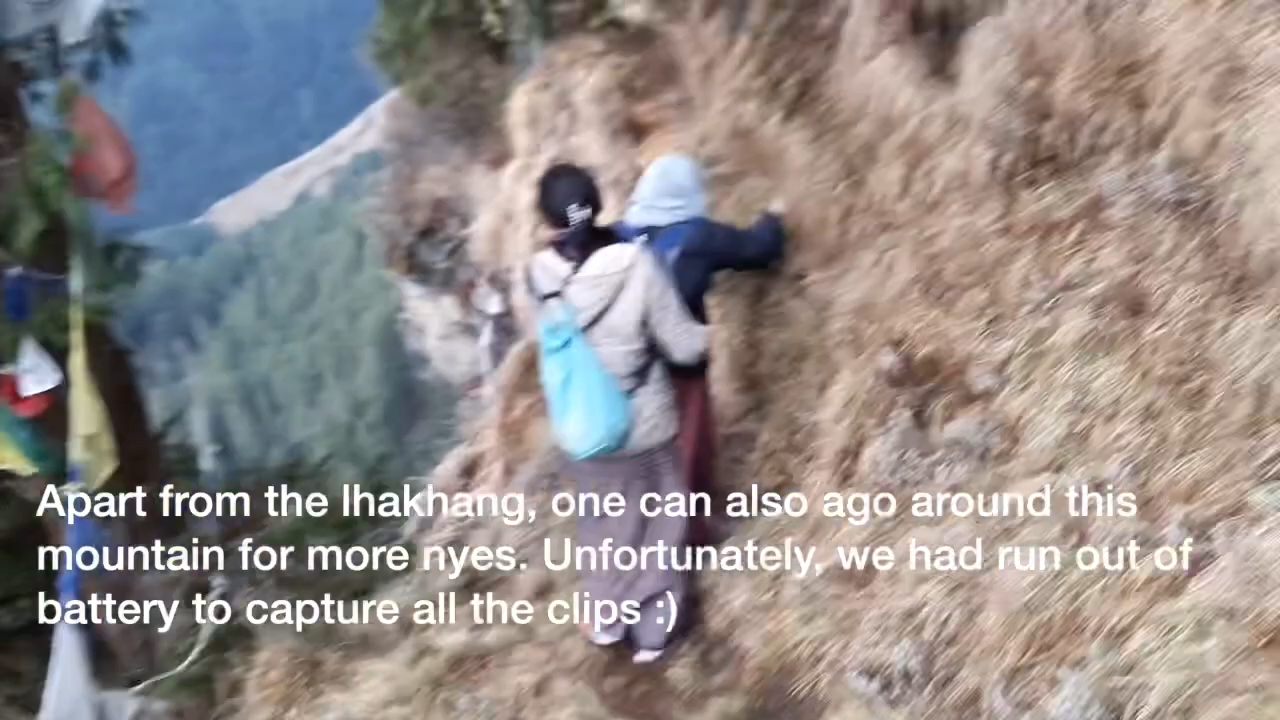 Apart from the lhakhang, one can also ago around this
mountain for more nyes. Unfortunately, we had run out of
battery to capture all the clips :)